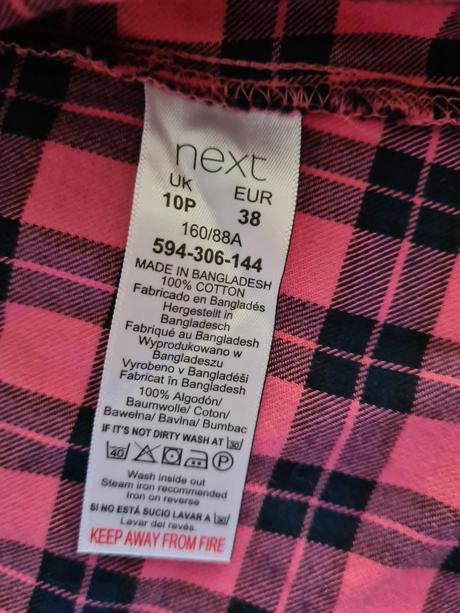 next
UK EUR
10P 38
160/88A
594-306-144
MADE IN BANGLADESH
100% COTTON
Fabricado en Bangladés
Hergestellt in
Bangladesch
Fabriqué au Bangladesh
Wyprodukowano w
Bangladeszu
Vyrobeno v Bangladéši
Fabricat în Bangladesh
100% Algodón/
Baumwolle/ Coton/
Bawełna/ Bavlna/ Bumbac
IF IT'S NOT DIRTY WASH AT 30
40 P
Wash inside out
Steam iron recommended
Iron on reverse
SI NO ESTÁ SUCIO LAVAR A 30
Lavar del revés
KEEP AWAY FROM FIRE